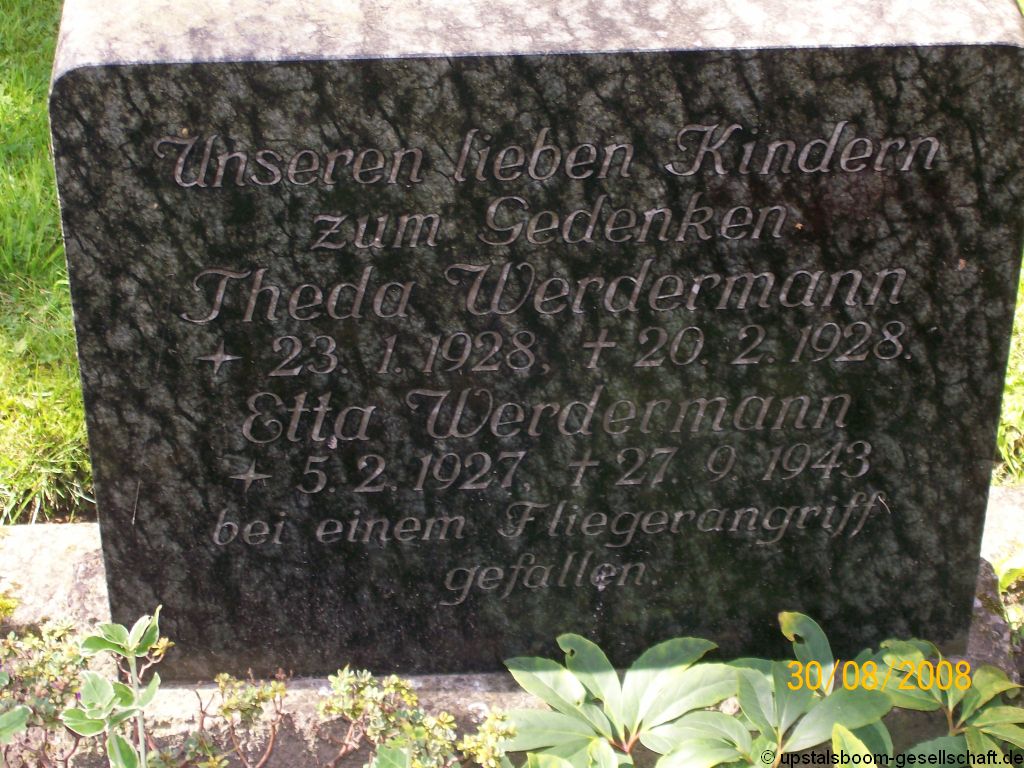 Unseren lieben Kindern
zum Gedenken
Theda Werdermann
✦ 23. 1. 1928, ✝ 20. 2. 1928.
Etta Werdermann
✦ 5. 2. 1927, ✝ 27. 9. 1943
bei einem Fliegerangriff
gefallen.
30/08/2008
© upstalsboom-gesellschaft.de